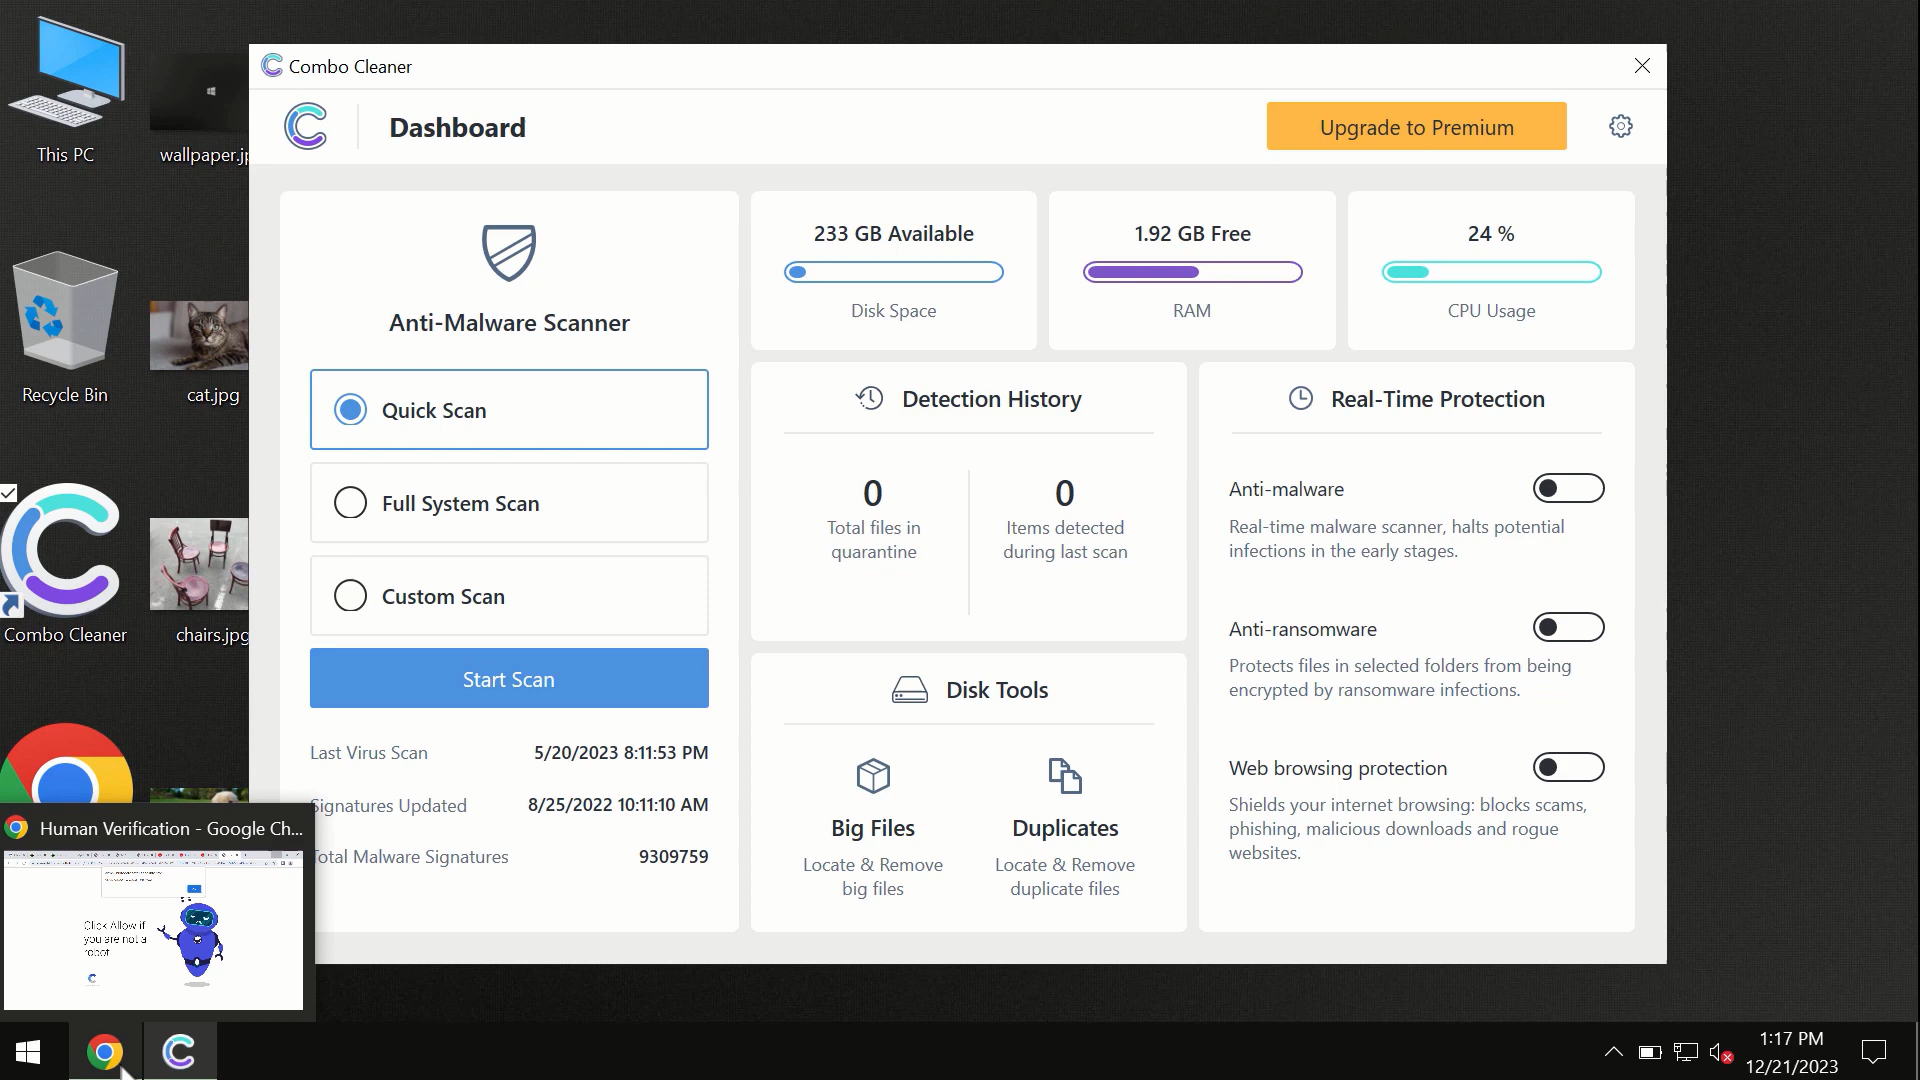 This PC
wallpaper.jp
Recycle Bin
cat.jpg
Combo Cleaner
chairs.jpg
Combo Cleaner
Dashboard
Upgrade to Premium
Anti-Malware Scanner
Quick Scan
Full System Scan
Custom Scan
Start Scan
Last Virus Scan 5/20/2023 8:11:53 PM
Signatures Updated 8/25/2022 10:11:10 AM
Total Malware Signatures 9309759
233 GB Available
Disk Space
1.92 GB Free
RAM
24 %
CPU Usage
Detection History
0
Total files in
quarantine
0
Items detected
during last scan
Disk Tools
Big Files
Locate & Remove
big files
Duplicates
Locate & Remove
duplicate files
Real-Time Protection
Anti-malware
Real-time malware scanner, halts potential
infections in the early stages.
Anti-ransomware
Protects files in selected folders from being
encrypted by ransomware infections.
Web browsing protection
Shields your internet browsing: blocks scams,
phishing, malicious downloads and rogue
websites.
Human Verification - Google Ch...
Click Allow if
you are not a
robot
1:17 PM
12/21/2023